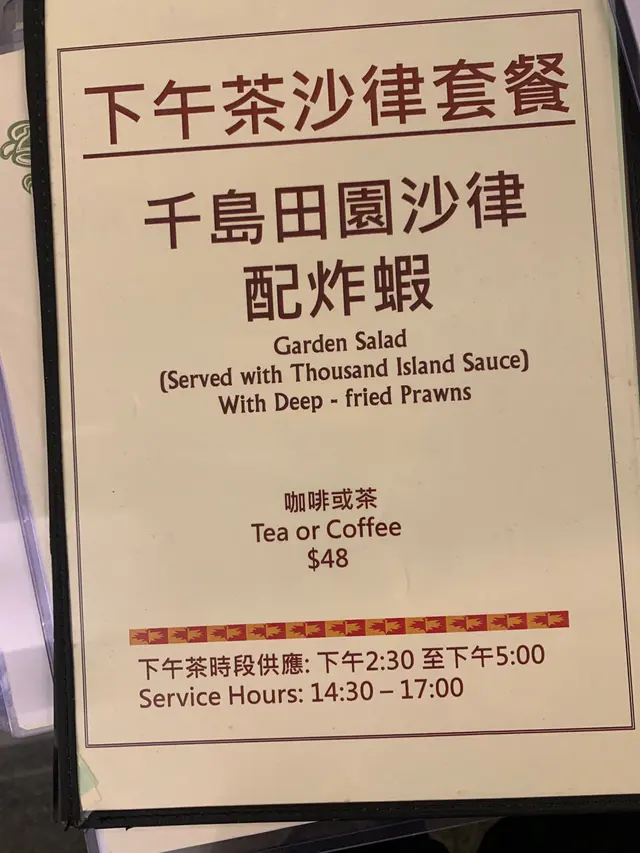 下午茶沙律套餐
千島田園沙律
配炸蝦
Garden Salad
(Served with Thousand Island Sauce)
With Deep - fried Prawns
咖啡或茶
Tea or Coffee
$48
下午茶時段供應: 下午2:30 至下午5:00
Service Hours: 14:30 – 17:00